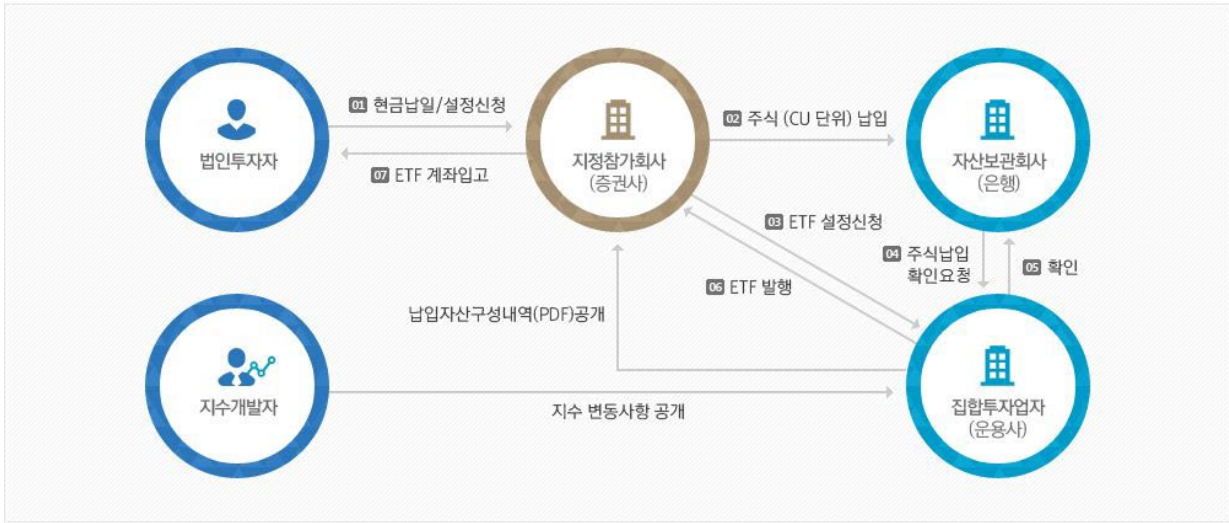 01 현금납일/설정신청
02 주식 (CU 단위) 납입
법인투자자
지정참가회사
(증권사)
자산보관회사
(은행)
07 ETF 계좌입고
03 ETF 설정신청
04 주식납입
확인요청
05 확인
06 ETF 발행
납입자산구성내역(PDF)공개
지수개발자
지수 변동사항 공개
집합투자업자
(운용사)